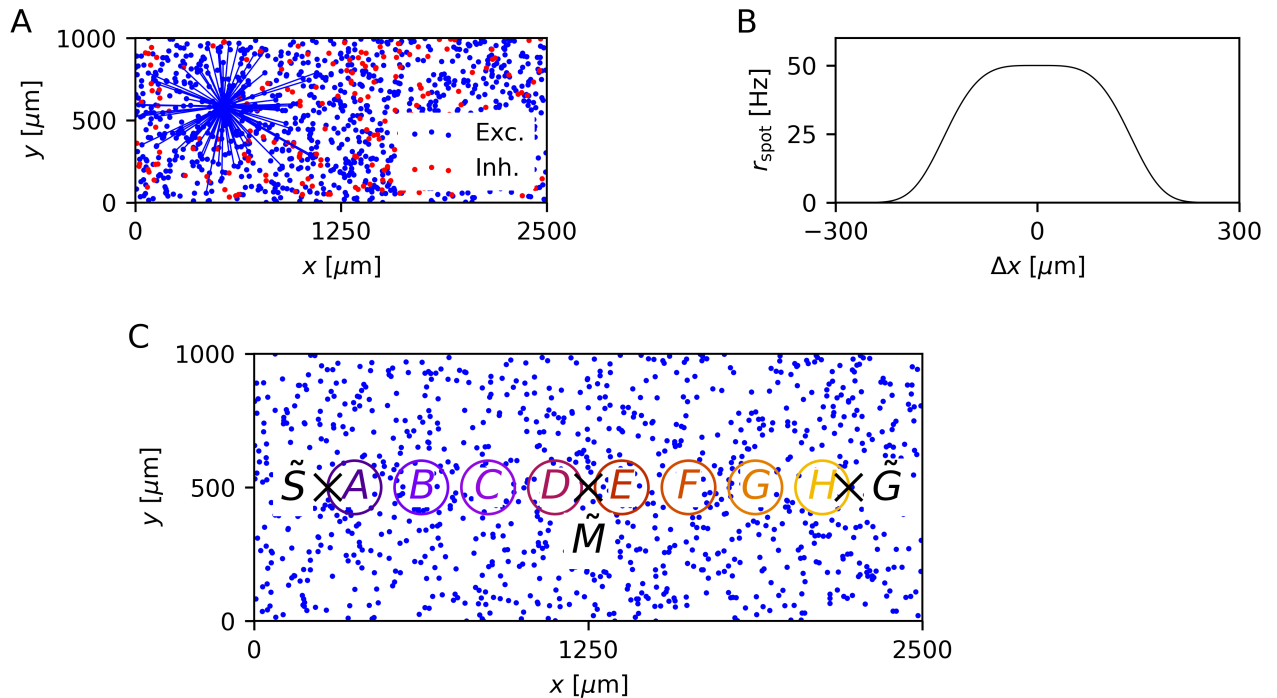 A
1000
500
0
y [μm]
Exc.
Inh.
0
1250
2500
x [μm]
B
50
25
0
r_spot [Hz]
−300
0
300
Δx [μm]
C
1000
500
0
y [μm]
S̃ A B C D E F G H G̃
M̃
0
1250
2500
x [μm]